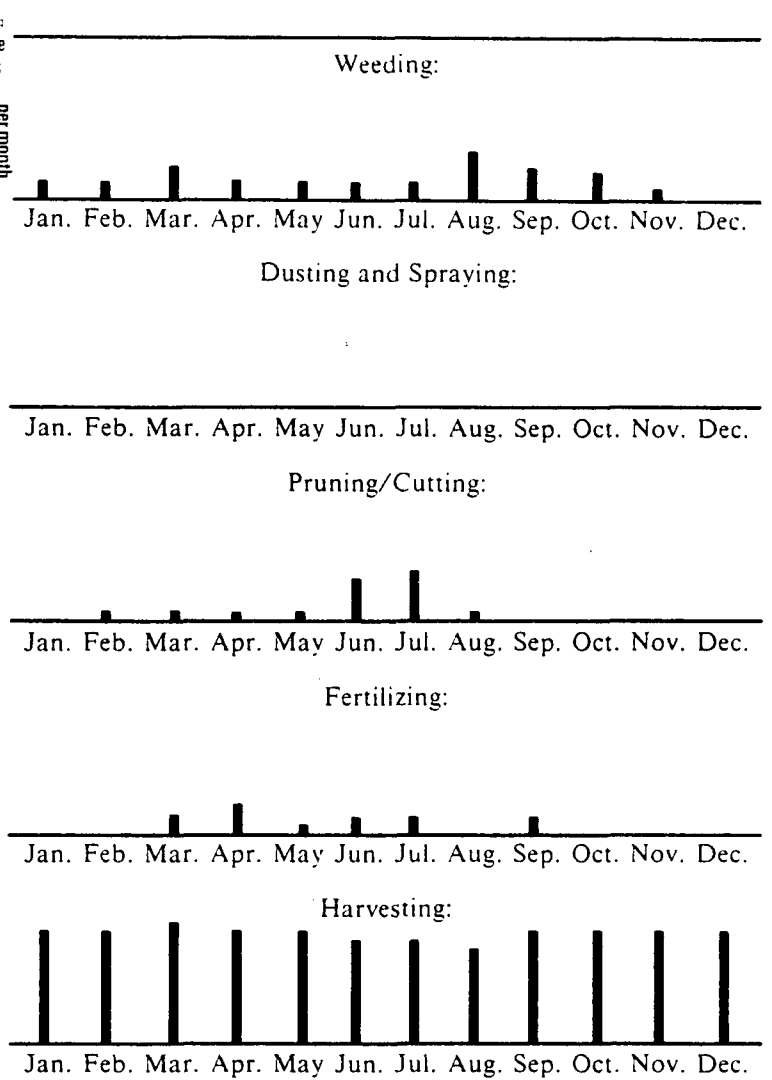 per month
Weeding:
Jan. Feb. Mar. Apr. May Jun. Jul. Aug. Sep. Oct. Nov. Dec.
Dusting and Spraying:
Jan. Feb. Mar. Apr. May Jun. Jul. Aug. Sep. Oct. Nov. Dec.
Pruning/Cutting:
Jan. Feb. Mar. Apr. May Jun. Jul. Aug. Sep. Oct. Nov. Dec.
Fertilizing:
Jan. Feb. Mar. Apr. May Jun. Jul. Aug. Sep. Oct. Nov. Dec.
Harvesting:
Jan. Feb. Mar. Apr. May Jun. Jul. Aug. Sep. Oct. Nov. Dec.